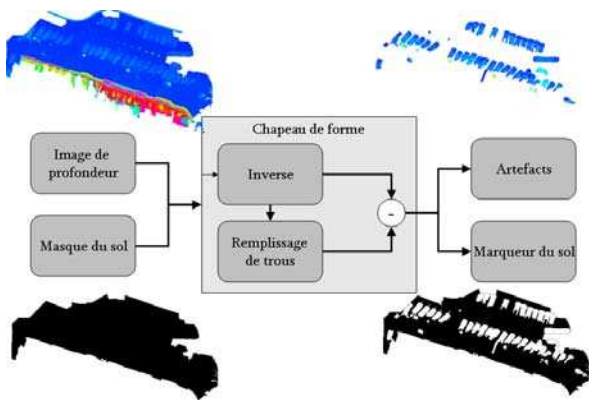 Chapeau de forme
Image de
profondeur
Inverse
Artefacts
-
Masque du sol
Remplissage
de trous
Marqueur du sol